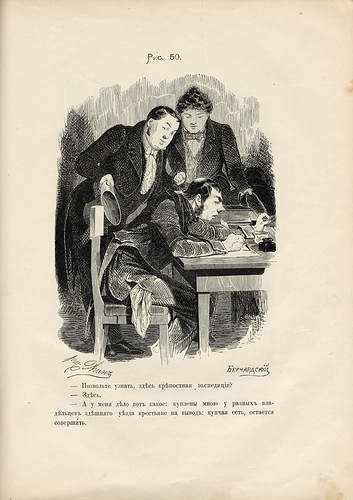 Рис. 50.
Бернардскій
— Позвольте узнать, здѣсь крѣпостная экспедиція?
— Здѣсь.
— А у меня дѣло вотъ какое: куплены мною у разныхъ вла-
дѣльцевъ здѣшняго уѣзда крестьяне на выводъ: купчая есть, остается
совершить.